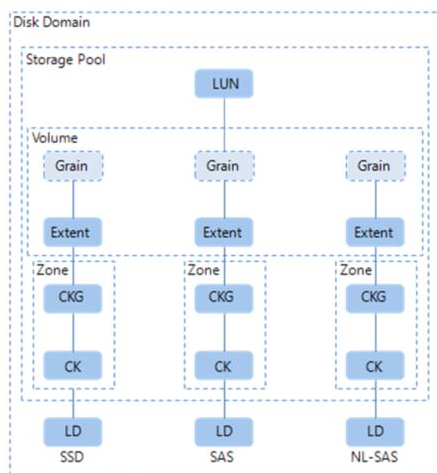 Disk Domain
Storage Pool
LUN
Volume
Grain Grain Grain
Extent Extent Extent
Zone Zone Zone
CKG CKG CKG
CK CK CK
LD LD LD
SSD SAS NL-SAS